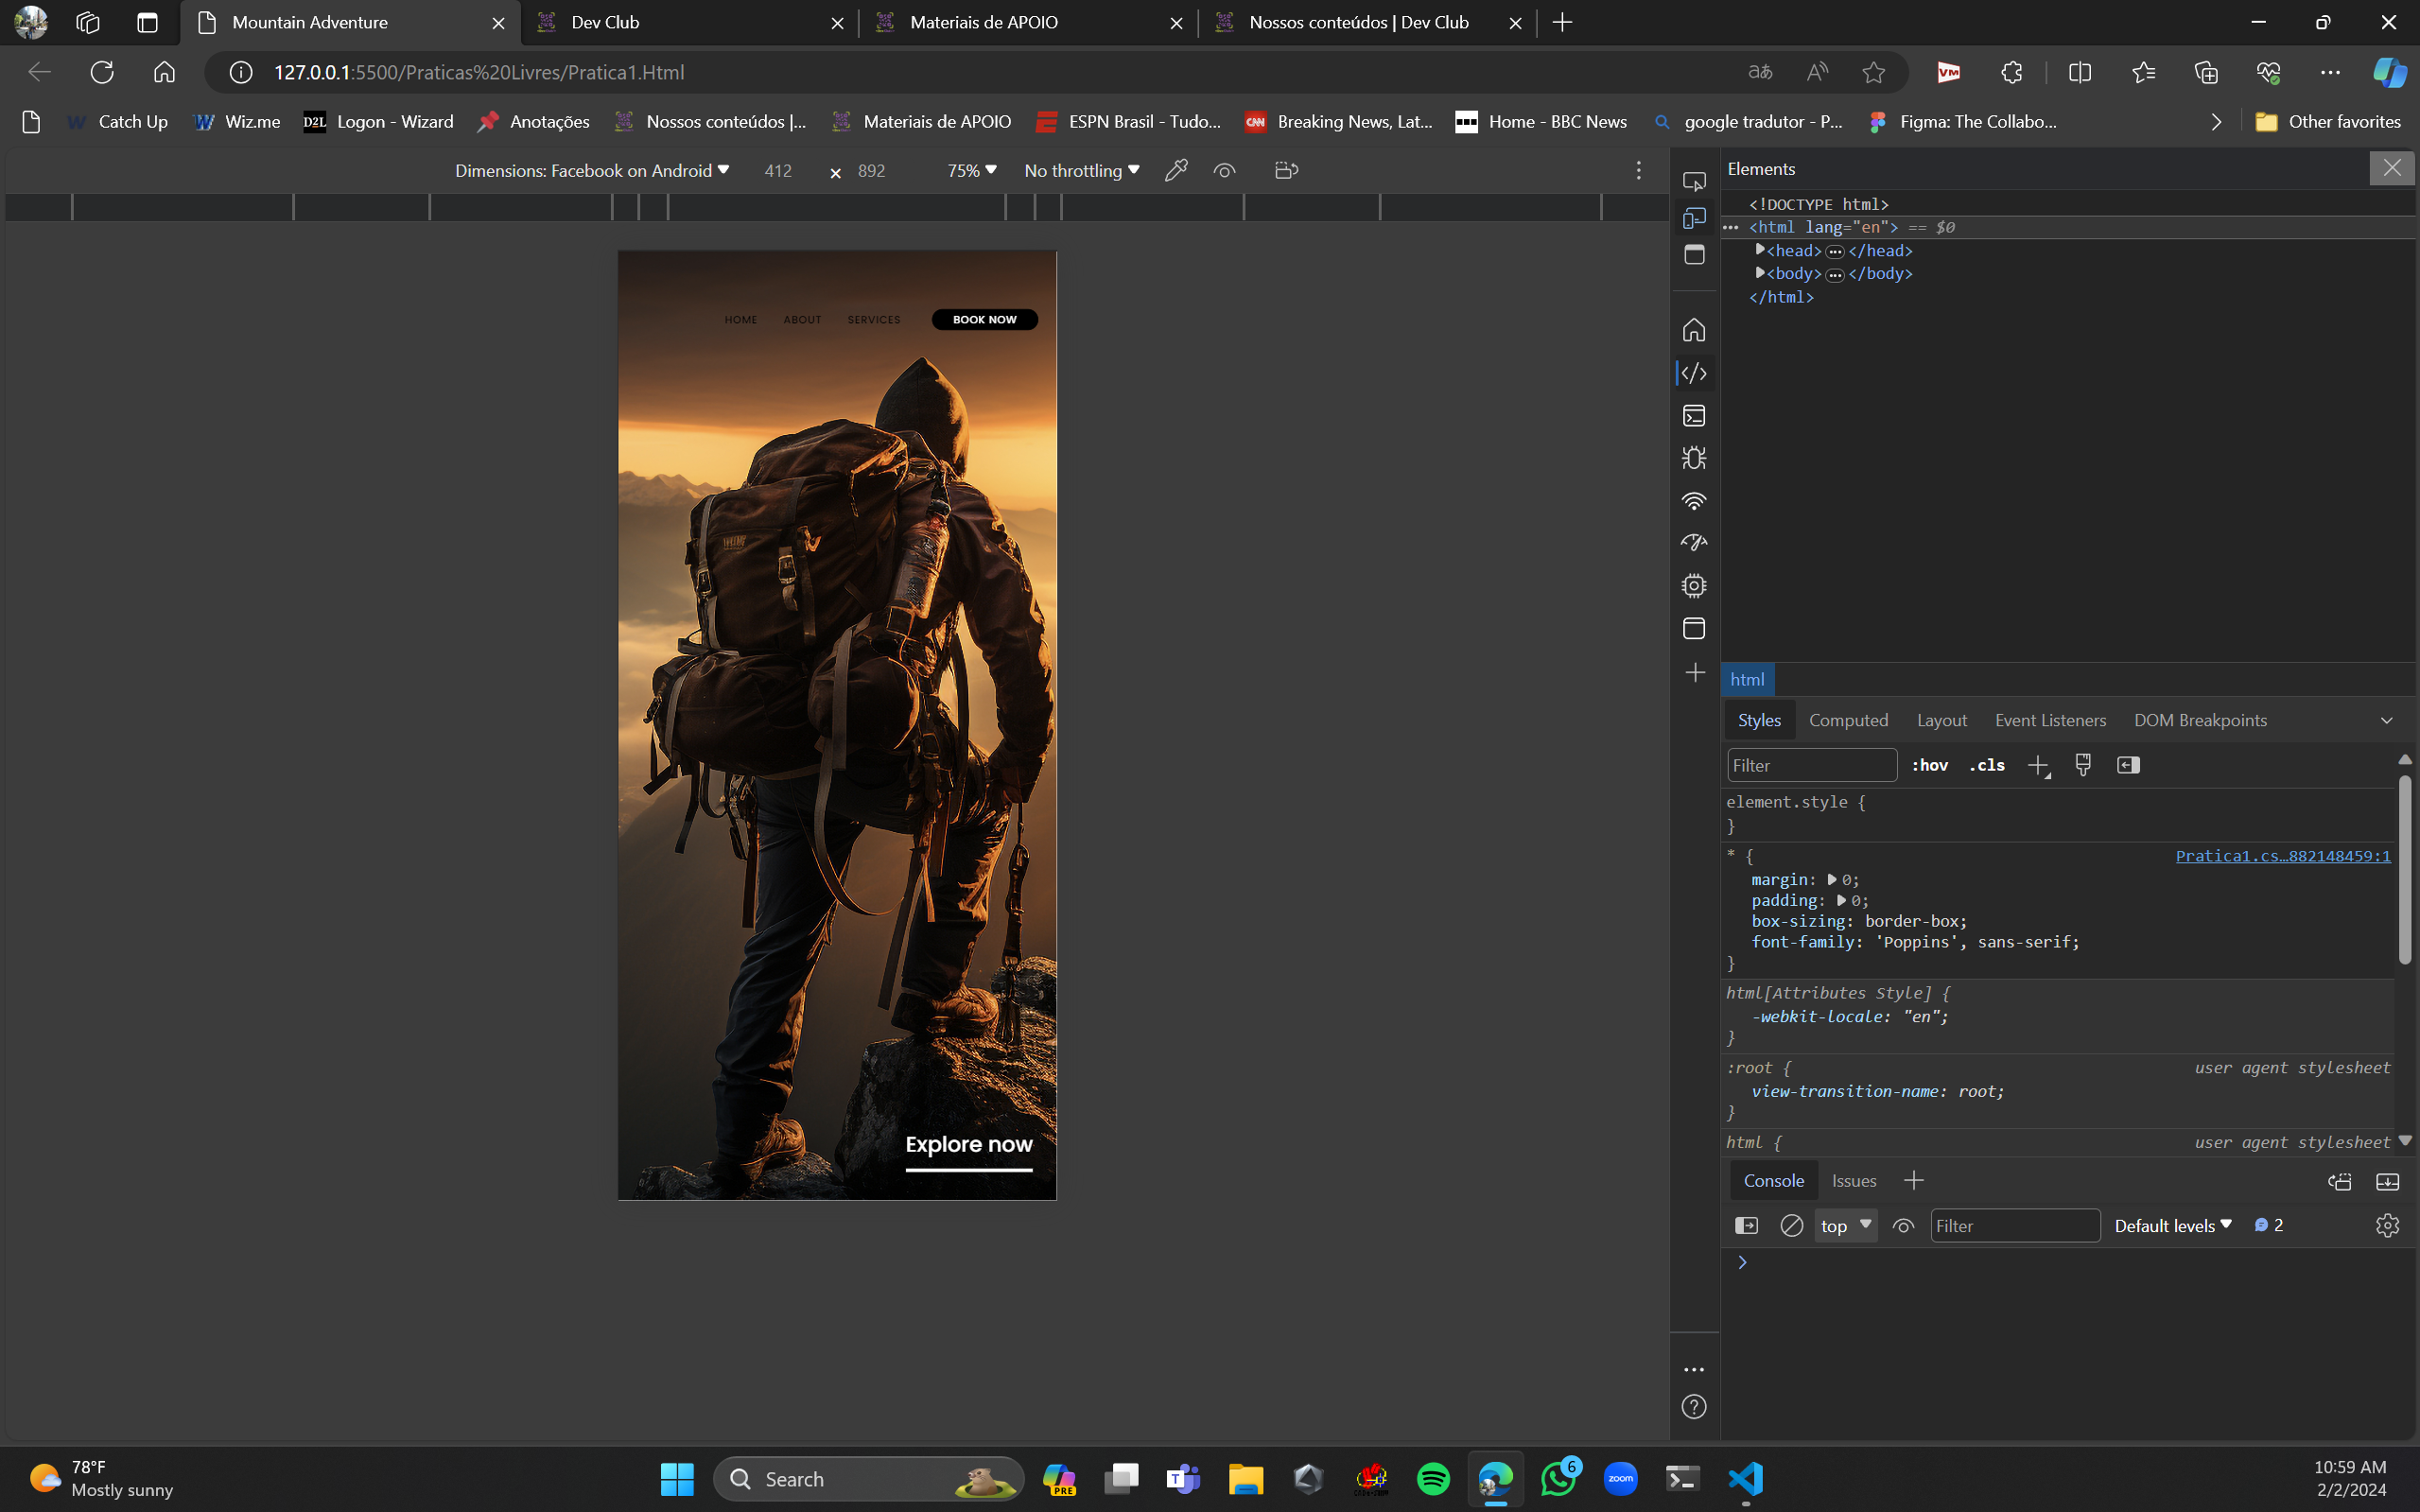 Mountain Adventure
Dev Club
Materiais de APOIO
Nossos conteúdos | Dev Club
127.0.0.1:5500/Praticas%20Livres/Pratica1.Html
Catch Up
Wiz.me
D2L Logon - Wizard
Anotações
Nossos conteúdos |...
Materiais de APOIO
ESPN Brasil - Tudo...
CNN Breaking News, Lat...
Home - BBC News
google tradutor - P...
Figma: The Collabo...
Other favorites
Dimensions: Facebook on Android 412 × 892 75% No throttling
HOME ABOUT SERVICES BOOK NOW
Explore now
Elements
<!DOCTYPE html>
<html lang="en"> == $0
<head>…</head>
<body>…</body>
</html>
html
Styles Computed Layout Event Listeners DOM Breakpoints
Filter :hov .cls
element.style {
}
* { Pratica1.cs…882148459:1
margin: 0;
padding: 0;
box-sizing: border-box;
font-family: 'Poppins', sans-serif;
}
html[Attributes Style] {
-webkit-locale: "en";
}
:root { user agent stylesheet
view-transition-name: root;
}
html { user agent stylesheet
Console Issues
top Filter Default levels 2
78°F
Mostly sunny
Search
PRE
T
6
zoom
10:59 AM
2/2/2024